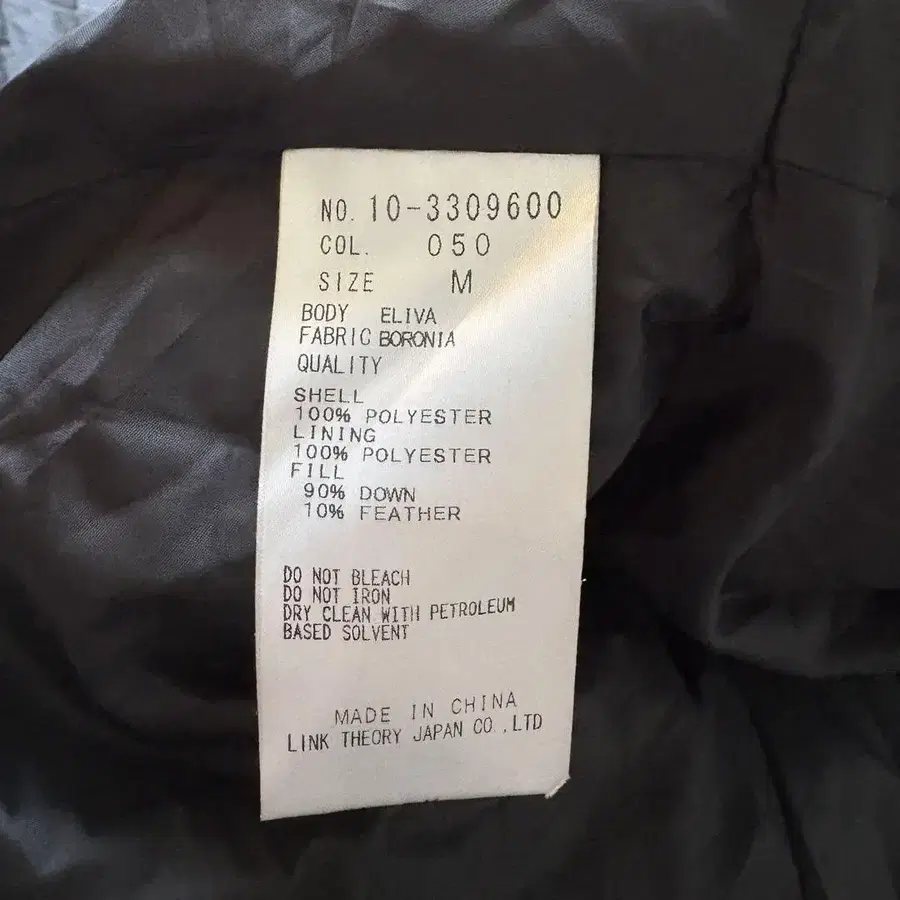 NO. 10-3309600
COL. 050
SIZE M
BODY ELIVA
FABRIC BORONIA
QUALITY
SHELL
100% POLYESTER
LINING
100% POLYESTER
FILL
90% DOWN
10% FEATHER
DO NOT BLEACH
DO NOT IRON
DRY CLEAN WITH PETROLEUM
BASED SOLVENT
MADE IN CHINA
LINK THEORY JAPAN CO.,LTD